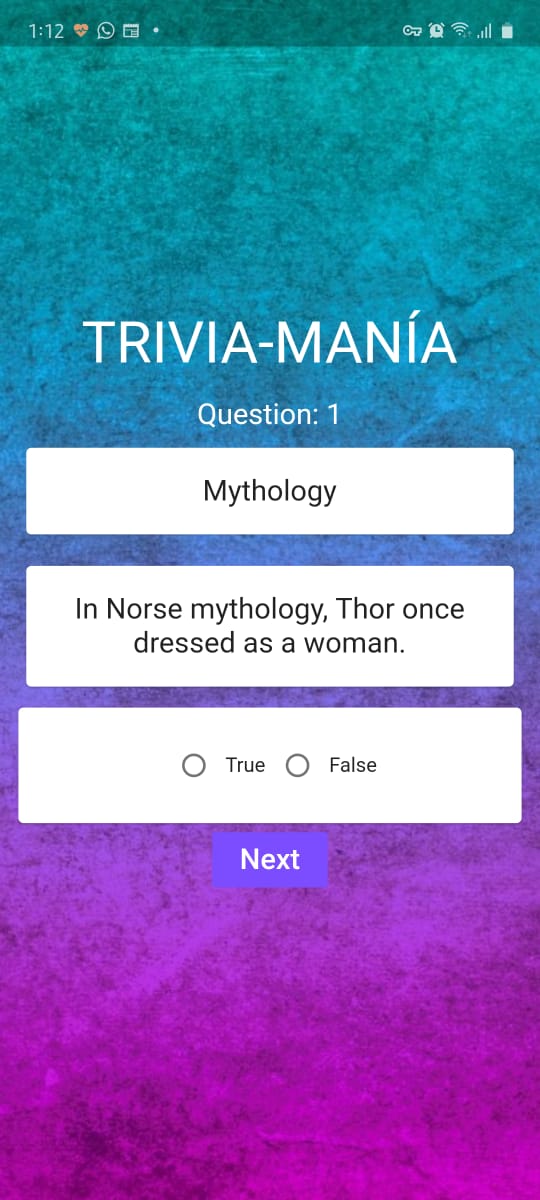 1:12
TRIVIA-MANÍA
Question: 1
Mythology
In Norse mythology, Thor once
dressed as a woman.
True False
Next